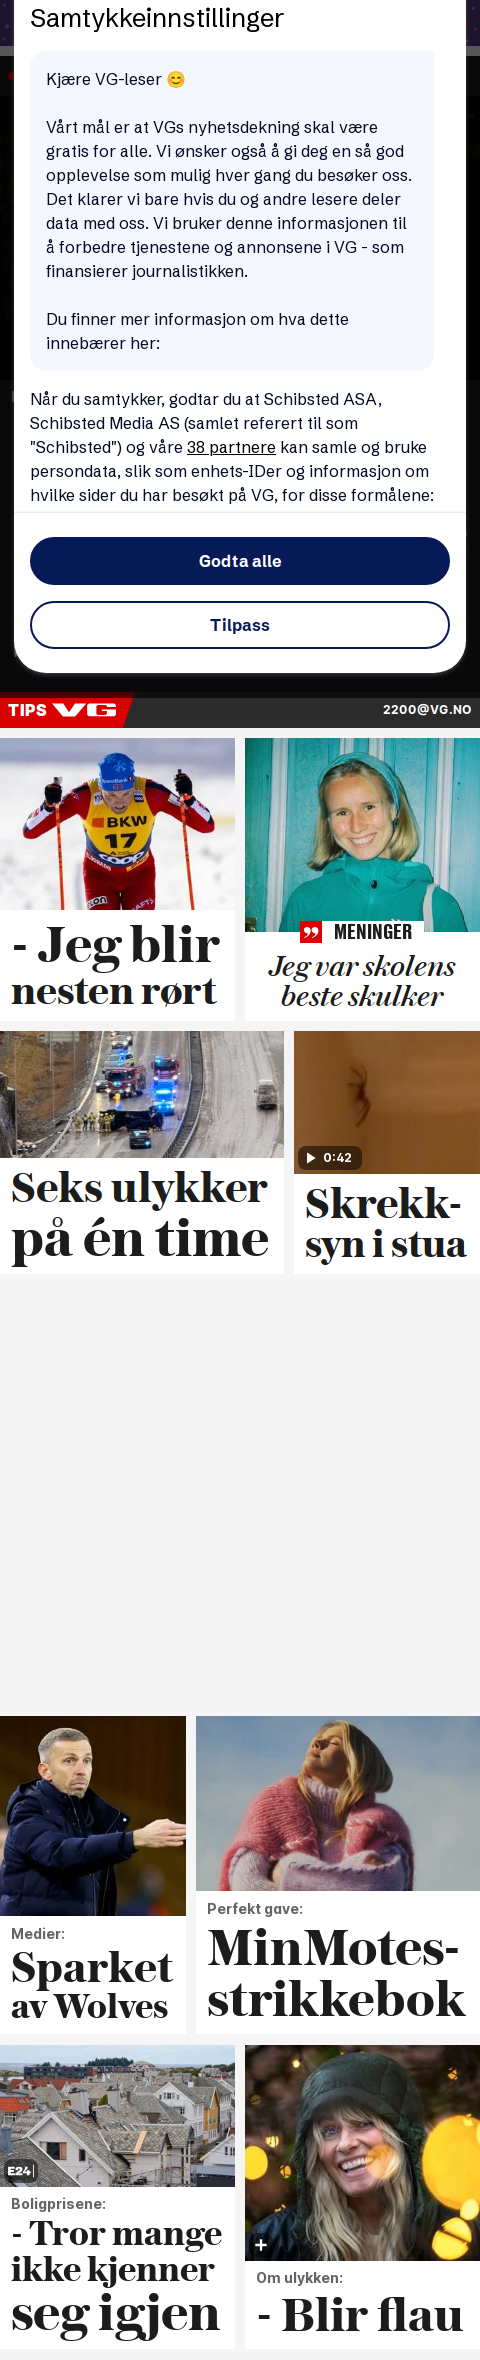 Samtykkeinnstillinger
Kjære VG-leser 😊
Vårt mål er at VGs nyhetsdekning skal være
gratis for alle. Vi ønsker også å gi deg en så god
opplevelse som mulig hver gang du besøker oss.
Det klarer vi bare hvis du og andre lesere deler
data med oss. Vi bruker denne informasjonen til
å forbedre tjenestene og annonsene i VG - som
finansierer journalistikken.
Du finner mer informasjon om hva dette
innebærer her:
Når du samtykker, godtar du at Schibsted ASA,
Schibsted Media AS (samlet referert til som
"Schibsted") og våre 38 partnere kan samle og bruke
persondata, slik som enhets-IDer og informasjon om
hvilke sider du har besøkt på VG, for disse formålene:
Godta alle
Tilpass
TIPS VG
2200@VG.NO
BKW
17
coop
- Jeg blir
nesten rørt
MENINGER
Jeg var skolens
beste skulker
Seks ulykker
på én time
0:42
Skrekk-
syn i stua
Medier:
Sparket
av Wolves
Perfekt gave:
MinMotes-
strikkebok
E24
Boligprisene:
- Tror mange
ikke kjenner
seg igjen
Om ulykken:
- Blir flau